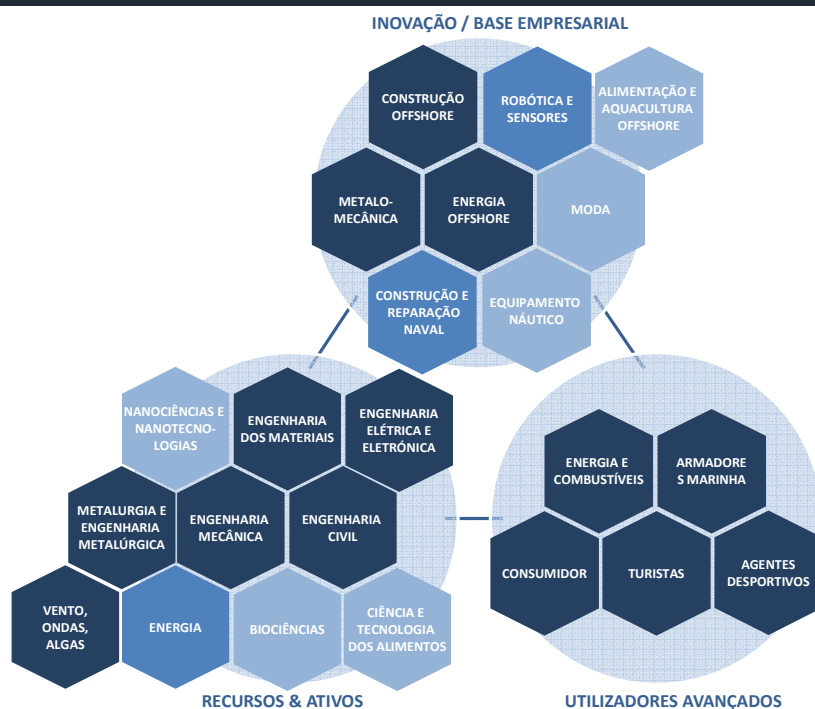 INOVAÇÃO / BASE EMPRESARIAL
CONSTRUÇÃO
OFFSHORE
ROBÓTICA E
SENSORES
ALIMENTAÇÃO E
AQUACULTURA
OFFSHORE
METALO-
MECÂNICA
ENERGIA
OFFSHORE
MODA
CONSTRUÇÃO E
REPARAÇÃO
NAVAL
EQUIPAMENTO
NÁUTICO
NANOCIÊNCIAS E
NANOTECNO-
LOGIAS
ENGENHARIA
DOS MATERIAIS
ENGENHARIA
ELÉTRICA E
ELETRÓNICA
METALURGIA E
ENGENHARIA
METALÚRGICA
ENGENHARIA
MECÂNICA
ENGENHARIA
CIVIL
VENTO,
ONDAS,
ALGAS
ENERGIA
BIOCIÊNCIAS
CIÊNCIA E
TECNOLOGIA
DOS ALIMENTOS
RECURSOS & ATIVOS
ENERGIA E
COMBUSTÍVEIS
ARMADORE
S MARINHA
CONSUMIDOR
TURISTAS
AGENTES
DESPORTIVOS
UTILIZADORES AVANÇADOS